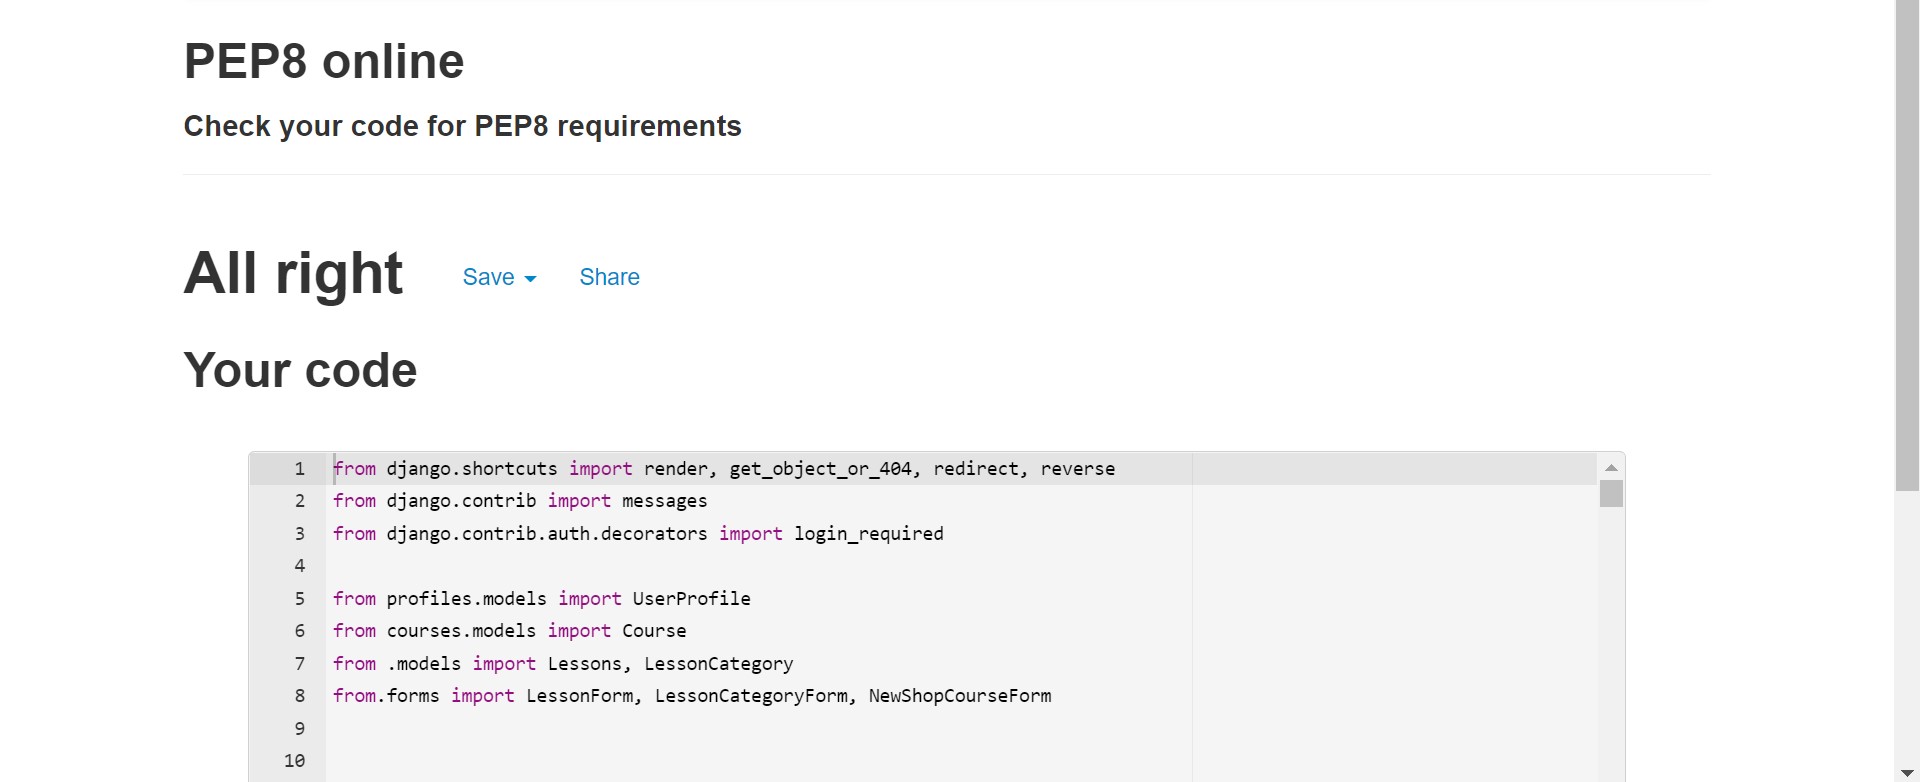 PEP8 online
Check your code for PEP8 requirements
All right Save Share
Your code
1 from django.shortcuts import render, get_object_or_404, redirect, reverse
2 from django.contrib import messages
3 from django.contrib.auth.decorators import login_required
4
5 from profiles.models import UserProfile
6 from courses.models import Course
7 from .models import Lessons, LessonCategory
8 from.forms import LessonForm, LessonCategoryForm, NewShopCourseForm
9
10